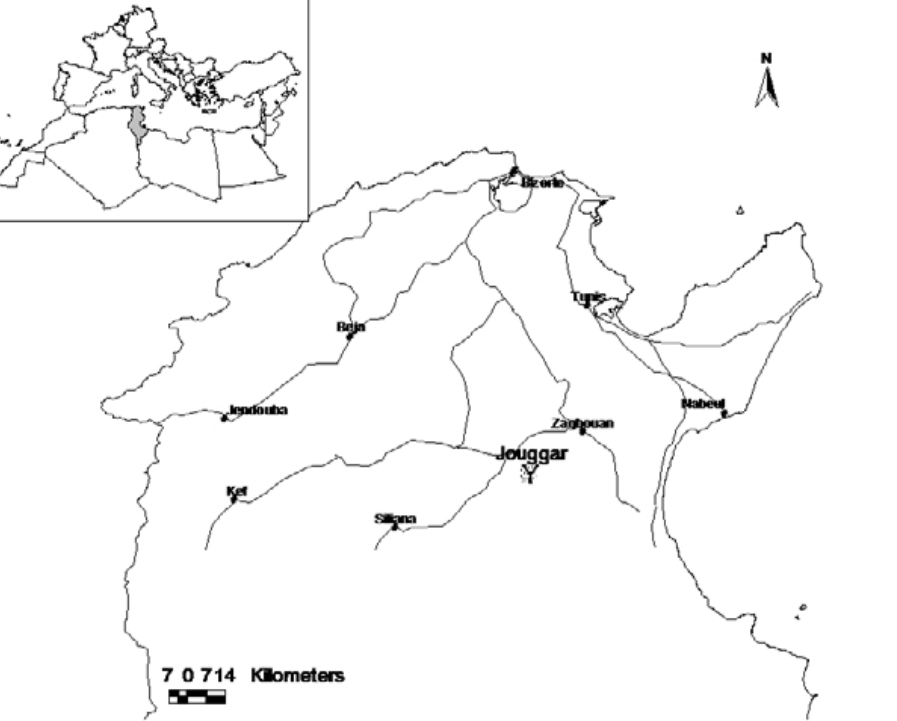 N
Bizerte
Tunis
Beja
Jendouba
Nabeul
Zaghouan
Jouggar
Kef
Siliana
7 0 7 14 Kilometers